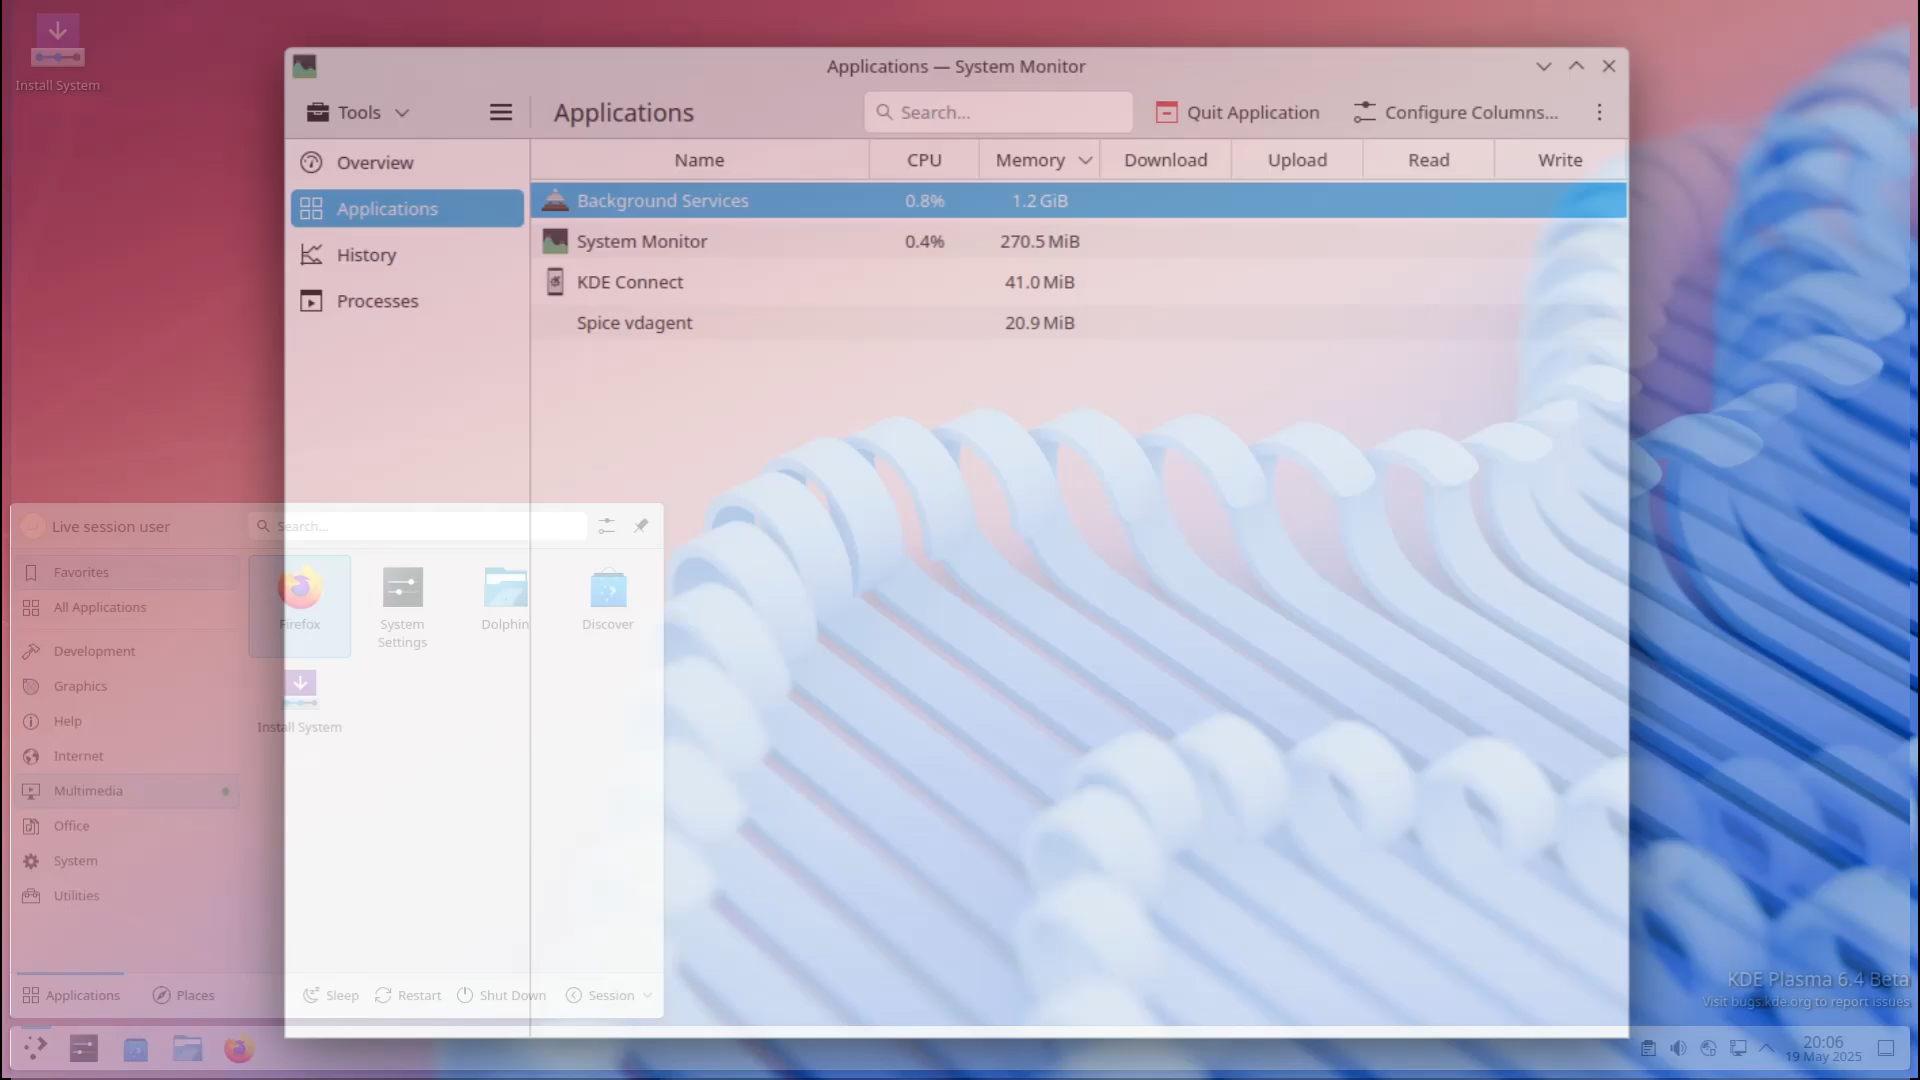 Install System
Applications — System Monitor
Tools
Applications
Search...
Quit Application
Configure Columns...
Overview
Applications
History
Processes
Name
CPU
Memory
Download
Upload
Read
Write
Background Services
0.8%
1.2 GiB
System Monitor
0.4%
270.5 MiB
KDE Connect
41.0 MiB
Spice vdagent
20.9 MiB
Live session user
Search...
Favorites
All Applications
Development
Graphics
Help
Internet
Multimedia
Office
System
Utilities
Firefox
System
Settings
Dolphin
Discover
Install System
Applications
Places
Sleep
Restart
Shut Down
Session
KDE Plasma 6.4 Beta
Visit bugs.kde.org to report issues
20:06
19 May 2025